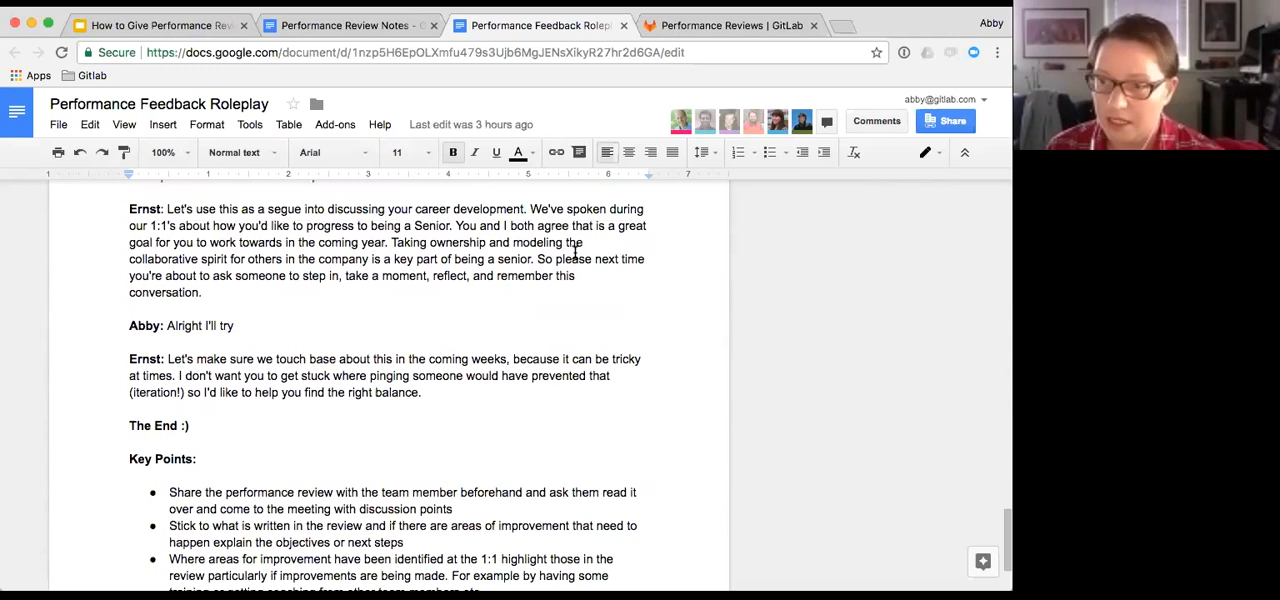 How to Give Performance Rev
Performance Review Notes - G
Performance Feedback Rolepl
Performance Reviews | GitLab
Abby
Secure
https://docs.google.com/document/d/1nzp5H6EpOLXmfu479s3Ujb6MgJENsXikyR27hr2d6GA/edit
Apps
Gitlab
Performance Feedback Roleplay
abby@gitlab.com
File Edit View Insert Format Tools Table Add-ons Help Last edit was 3 hours ago
Comments
Share
100% Normal text Arial 11 B I U A
1 1 2 3 4 5 6 7
Ernst: Let's use this as a segue into discussing your career development. We've spoken during
our 1:1's about how you'd like to progress to being a Senior. You and I both agree that is a great
goal for you to work towards in the coming year. Taking ownership and modeling the
collaborative spirit for others in the company is a key part of being a senior. So please next time
you're about to ask someone to step in, take a moment, reflect, and remember this
conversation.
Abby: Alright I'll try
Ernst: Let's make sure we touch base about this in the coming weeks, because it can be tricky
at times. I don't want you to get stuck where pinging someone would have prevented that
(iteration!) so I'd like to help you find the right balance.
The End :)
Key Points:
● Share the performance review with the team member beforehand and ask them read it
over and come to the meeting with discussion points
● Stick to what is written in the review and if there are areas of improvement that need to
happen explain the objectives or next steps
● Where areas for improvement have been identified at the 1:1 highlight those in the
review particularly if improvements are being made. For example by having some